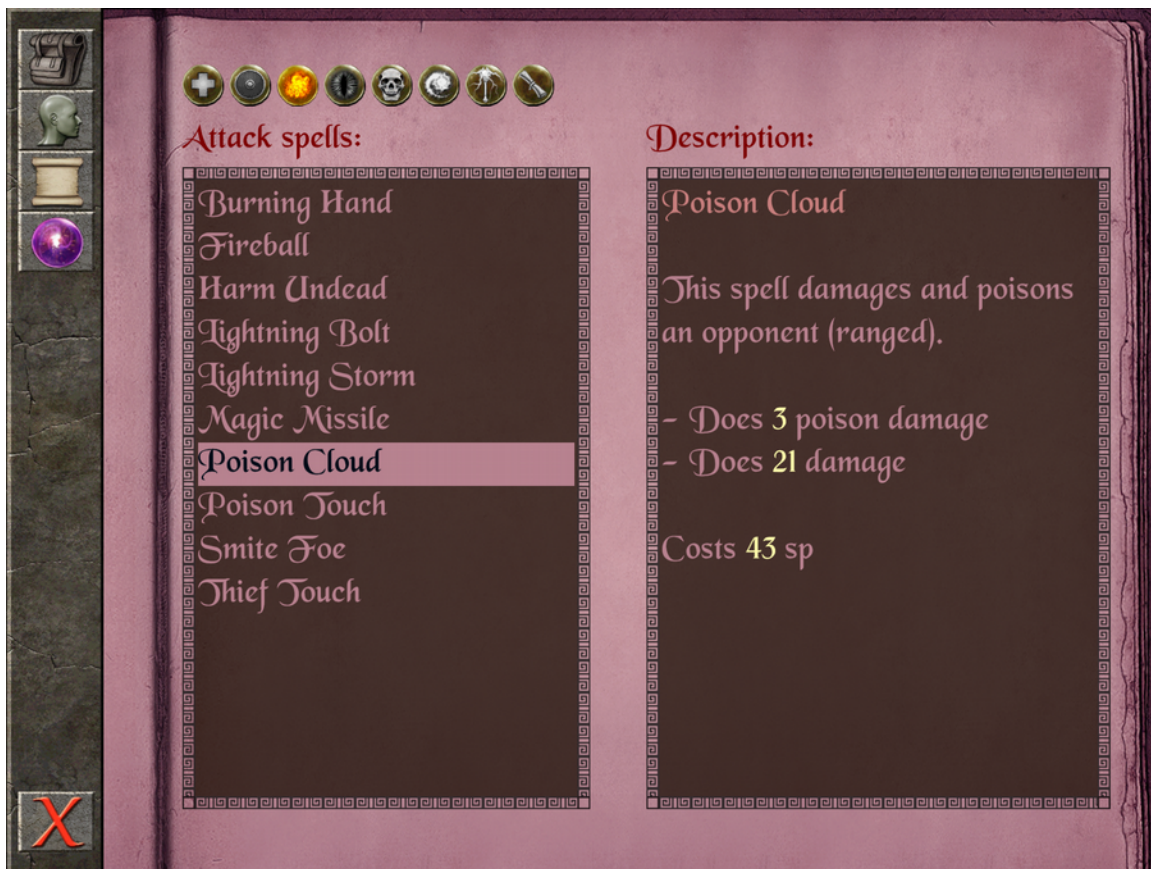 Attack spells:
Burning Hand
Fireball
Harm Undead
Lightning Bolt
Lightning Storm
Magic Missile
Poison Cloud
Poison Touch
Smite Foe
Thief Touch
Description:
Poison Cloud
This spell damages and poisons
an opponent (ranged).
- Does 3 poison damage
- Does 21 damage
Costs 43 sp
X